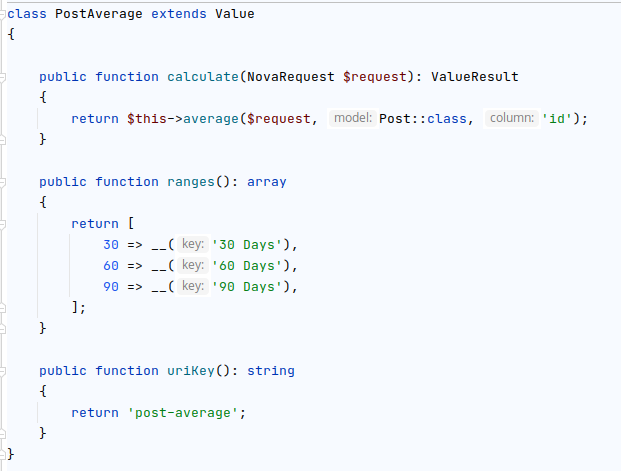 class PostAverage extends Value
{
    public function calculate(NovaRequest $request): ValueResult
    {
        return $this->average($request, model: Post::class, column: 'id');
    }
    public function ranges(): array
    {
        return [
            30 => __( key: '30 Days'),
            60 => __( key: '60 Days'),
            90 => __( key: '90 Days'),
        ];
    }
    public function uriKey(): string
    {
        return 'post-average';
    }
}